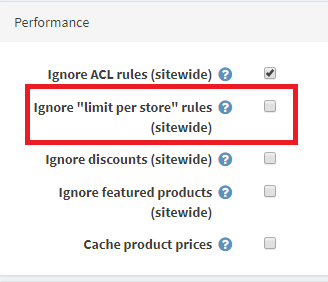 Performance
Ignore ACL rules (sitewide) ?
Ignore "limit per store" rules ?
(sitewide)
Ignore discounts (sitewide) ?
Ignore featured products ?
(sitewide)
Cache product prices ?